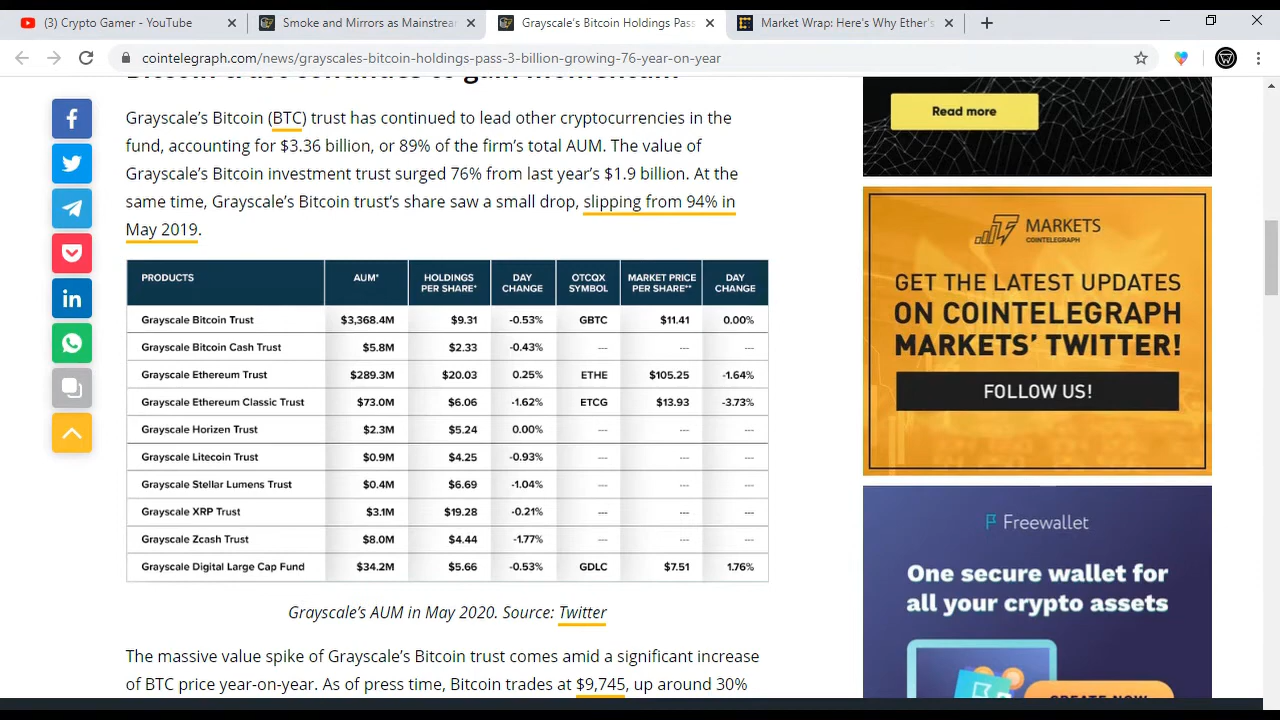 (3) Crypto Gamer - YouTube
Smoke and Mirrors as Mainstrear
Grayscale's Bitcoin Holdings Pass
Market Wrap: Here's Why Ether's
cointelegraph.com/news/grayscales-bitcoin-holdings-pass-3-billion-growing-76-year-on-year
Bitcoin trust continues to gain momentum
Grayscale's Bitcoin (BTC) trust has continued to lead other cryptocurrencies in the
fund, accounting for $3.36 billion, or 89% of the firm's total AUM. The value of
Grayscale's Bitcoin investment trust surged 76% from last year's $1.9 billion. At the
same time, Grayscale's Bitcoin trust's share saw a small drop, slipping from 94% in
May 2019.
PRODUCTS AUM* HOLDINGS PER SHARE* DAY CHANGE OTCQX SYMBOL MARKET PRICE PER SHARE** DAY CHANGE
Grayscale Bitcoin Trust $3,368.4M $9.31 -0.53% GBTC $11.41 0.00%
Grayscale Bitcoin Cash Trust $5.8M $2.33 -0.43% --- --- ---
Grayscale Ethereum Trust $289.3M $20.03 0.25% ETHE $105.25 -1.64%
Grayscale Ethereum Classic Trust $73.0M $6.06 -1.62% ETCG $13.93 -3.73%
Grayscale Horizen Trust $2.3M $5.24 0.00% --- --- ---
Grayscale Litecoin Trust $0.9M $4.25 -0.93% --- --- ---
Grayscale Stellar Lumens Trust $0.4M $6.69 -1.04% --- --- ---
Grayscale XRP Trust $3.1M $19.28 -0.21% --- --- ---
Grayscale Zcash Trust $8.0M $4.44 -1.77% --- --- ---
Grayscale Digital Large Cap Fund $34.2M $5.66 -0.53% GDLC $7.51 1.76%
Grayscale's AUM in May 2020. Source: Twitter
The massive value spike of Grayscale's Bitcoin trust comes amid a significant increase
of BTC price year-on-year. As of press time, Bitcoin trades at $9,745, up around 30%
Read more
MARKETS
COINTELEGRAPH
GET THE LATEST UPDATES
ON COINTELEGRAPH
MARKETS' TWITTER!
FOLLOW US!
Freewallet
One secure wallet for
all your crypto assets
CREATE NOW